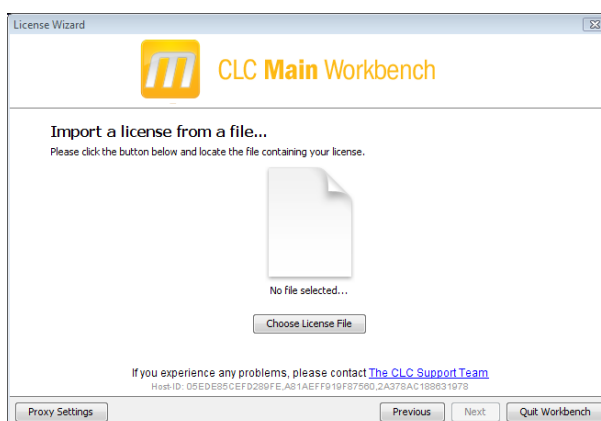 License Wizard
CLC Main Workbench
Import a license from a file...
Please click the button below and locate the file containing your license.
No file selected...
Choose License File
If you experience any problems, please contact The CLC Support Team
Host-ID: 05EDE85CEFD289FE,A81AEFF919F87560,2A378AC188631978
Proxy Settings Previous Next Quit Workbench